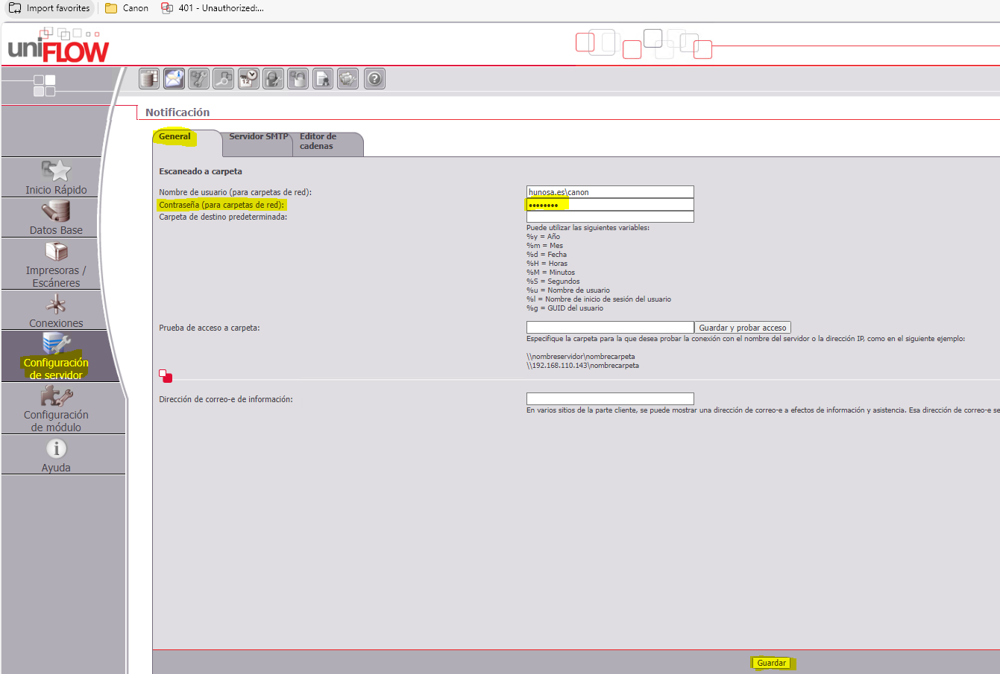 Import favorites
Canon
401 - Unauthorized:...
uniFLOW
Notificación
General
Servidor SMTP
Editor de
cadenas
Inicio Rápido
Datos Base
Impresoras /
Escáneres
Conexiones
Configuración
de servidor
Configuración
de módulo
Ayuda
Escaneado a carpeta
Nombre de usuario (para carpetas de red):
hunosa.es\canon
Contraseña (para carpetas de red):
••••••••
Carpeta de destino predeterminada:
Puede utilizar las siguientes variables:
%y = Año
%m = Mes
%d = Fecha
%H = Horas
%M = Minutos
%S = Segundos
%u = Nombre de usuario
%l = Nombre de inicio de sesión del usuario
%g = GUID del usuario
Prueba de acceso a carpeta:
Guardar y probar acceso
Especifique la carpeta para la que desea probar la conexión con el nombre del servidor o la dirección IP, como en el siguiente ejemplo:
\\nombreservidor\nombrecarpeta
\\192.168.110.143\nombrecarpeta
Dirección de correo-e de información:
En varios sitios de la parte cliente, se puede mostrar una dirección de correo-e a efectos de información y asistencia. Esa dirección de correo-e se
Guardar